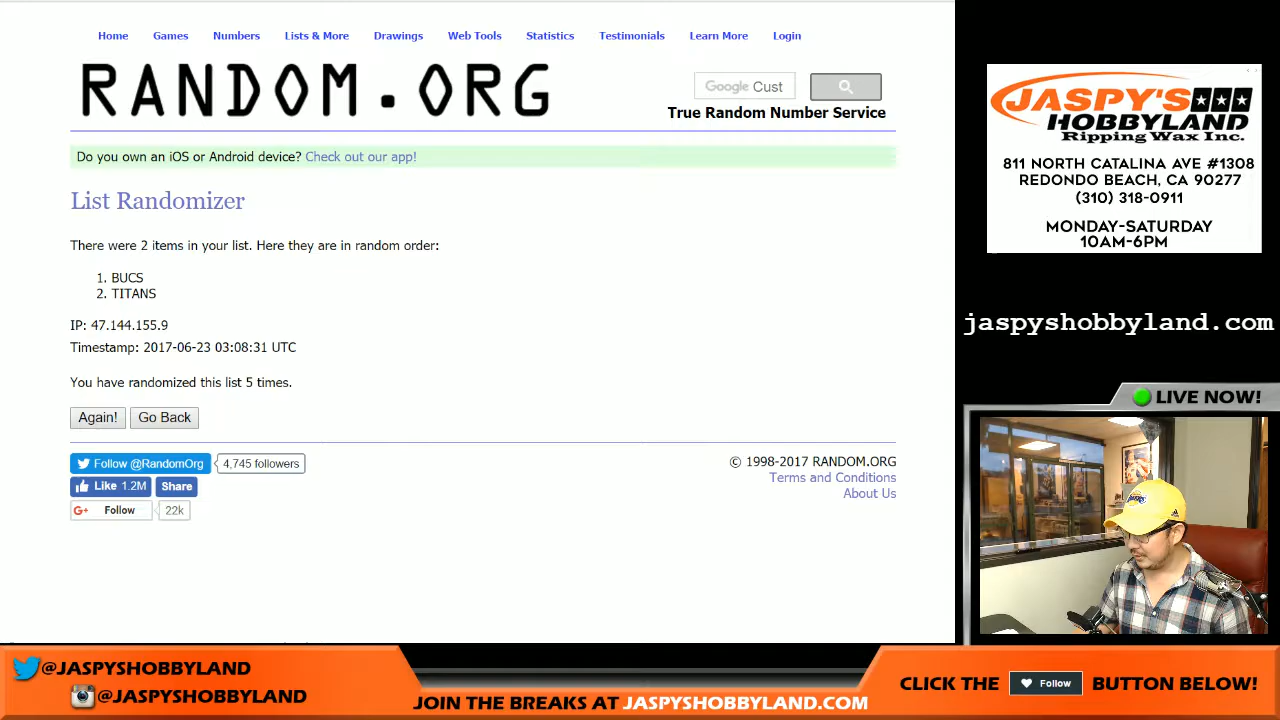 Home Games Numbers Lists & More Drawings Web Tools Statistics Testimonials Learn More Login
RANDOM.ORG
Google Cust
True Random Number Service
Do you own an iOS or Android device? Check out our app!
List Randomizer
There were 2 items in your list. Here they are in random order:
1. BUCS
2. TITANS
IP: 47.144.155.9
Timestamp: 2017-06-23 03:08:31 UTC
You have randomized this list 5 times.
Again! Go Back
Follow @RandomOrg 4,745 followers
Like 1.2M Share
G+ Follow 22k
© 1998-2017 RANDOM.ORG
Terms and Conditions
About Us
JASPY'S
HOBBYLAND
Ripping Wax Inc.
811 NORTH CATALINA AVE #1308
REDONDO BEACH, CA 90277
(310) 318-0911
MONDAY-SATURDAY
10AM-6PM
jaspyshobbyland.com
LIVE NOW!
@JASPYSHOBBYLAND
@JASPYSHOBBYLAND
JOIN THE BREAKS AT JASPYSHOBBYLAND.COM
CLICK THE Follow BUTTON BELOW!